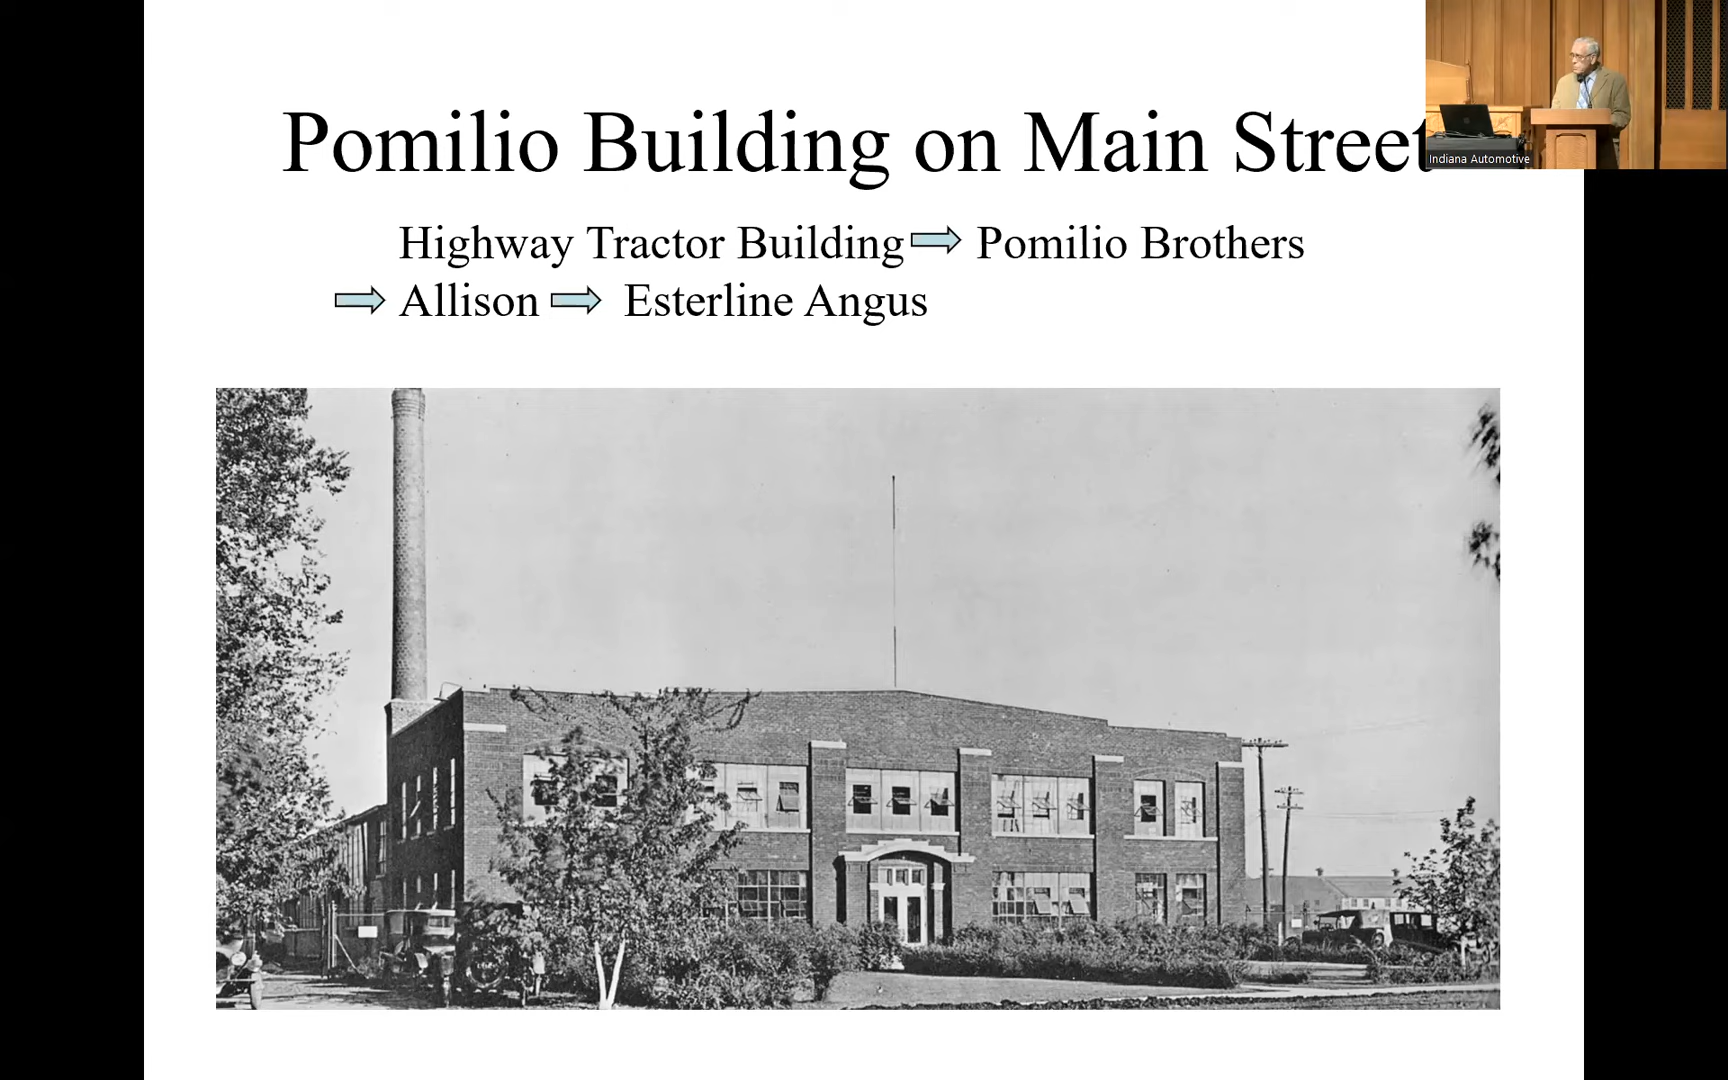 Pomilio Building on Main Street
Highway Tractor Building Pomilio Brothers
Allison Esterline Angus
Indiana Automotive